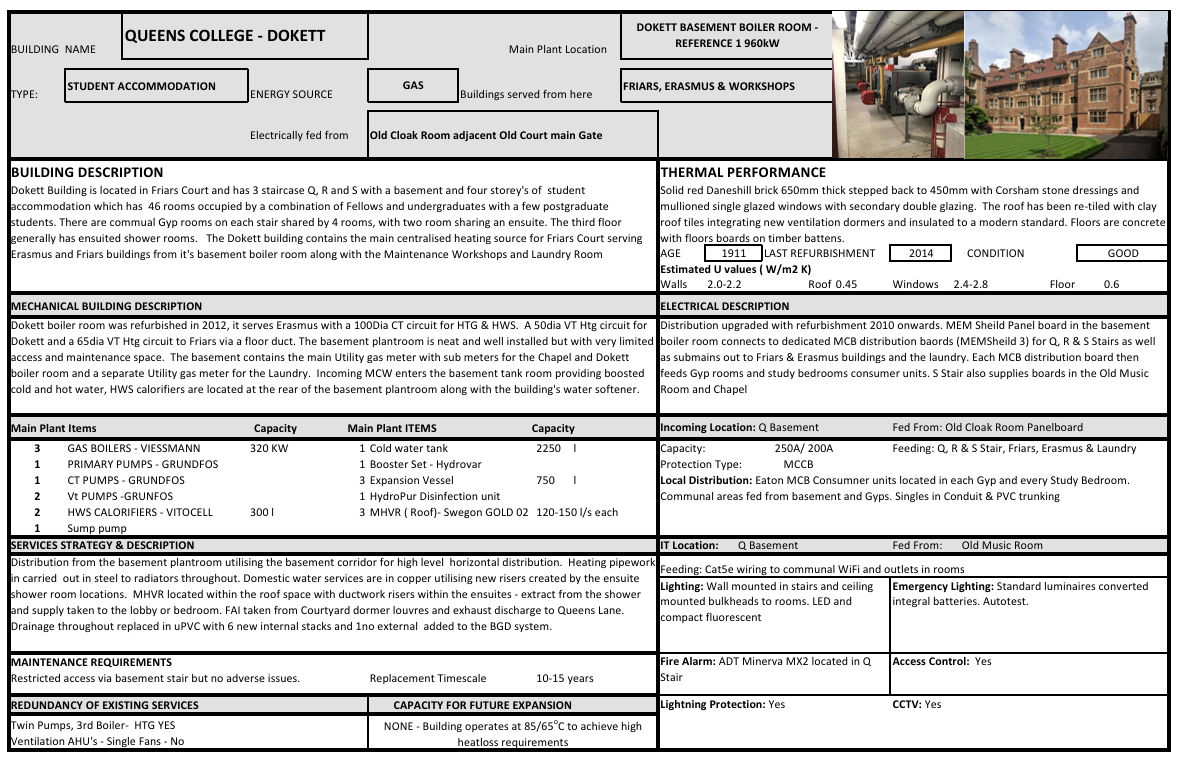 BUILDING NAME
QUEENS COLLEGE - DOKETT
Main Plant Location
DOKETT BASEMENT BOILER ROOM -
REFERENCE 1 960kW
TYPE:
STUDENT ACCOMMODATION
ENERGY SOURCE
GAS
Buildings served from here
FRIARS, ERASMUS & WORKSHOPS
Electrically fed from
Old Cloak Room adjacent Old Court main Gate
BUILDING DESCRIPTION
Dokett Building is located in Friars Court and has 3 staircase Q, R and S with a basement and four storey's of student
accommodation which has 46 rooms occupied by a combination of Fellows and undergraduates with a few postgraduate
students. There are commual Gyp rooms on each stair shared by 4 rooms, with two room sharing an ensuite. The third floor
generally has ensuited shower rooms. The Dokett building contains the main centralised heating source for Friars Court serving
Erasmus and Friars buildings from it's basement boiler room along with the Maintenance Workshops and Laundry Room
THERMAL PERFORMANCE
Solid red Daneshill brick 650mm thick stepped back to 450mm with Corsham stone dressings and
mullioned single glazed windows with secondary double glazing. The roof has been re-tiled with clay
roof tiles integrating new ventilation dormers and insulated to a modern standard. Floors are concrete
with floors boards on timber battens.
AGE 1911 LAST REFURBISHMENT 2014 CONDITION GOOD
Estimated U values ( W/m2 K)
Walls 2.0-2.2 Roof 0.45 Windows 2.4-2.8 Floor 0.6
MECHANICAL BUILDING DESCRIPTION
Dokett boiler room was refurbished in 2012, it serves Erasmus with a 100Dia CT circuit for HTG & HWS. A 50dia VT Htg circuit for
Dokett and a 65dia VT Htg circuit to Friars via a floor duct. The basement plantroom is neat and well installed but with very limited
access and maintenance space. The basement contains the main Utility gas meter with sub meters for the Chapel and Dokett
boiler room and a separate Utility gas meter for the Laundry. Incoming MCW enters the basement tank room providing boosted
cold and hot water, HWS calorifiers are located at the rear of the basement plantroom along with the building's water softener.
ELECTRICAL DESCRIPTION
Distribution upgraded with refurbishment 2010 onwards. MEM Sheild Panel board in the basement
boiler room connects to dedicated MCB distribution baords (MEMSheild 3) for Q, R & S Stairs as well
as submains out to Friars & Erasmus buildings and the laundry. Each MCB distribution board then
feeds Gyp rooms and study bedrooms consumer units. S Stair also supplies boards in the Old Music
Room and Chapel
Main Plant Items Capacity Main Plant ITEMS Capacity
3 GAS BOILERS - VIESSMANN 320 KW 1 Cold water tank 2250 l
1 PRIMARY PUMPS - GRUNDFOS 1 Booster Set - Hydrovar
1 CT PUMPS - GRUNDFOS 3 Expansion Vessel 750 l
2 Vt PUMPS -GRUNFOS 1 HydroPur Disinfection unit
2 HWS CALORIFIERS - VITOCELL 300 l 3 MHVR ( Roof)- Swegon GOLD 02 120-150 l/s each
1 Sump pump
Incoming Location: Q Basement Fed From: Old Cloak Room Panelboard
Capacity: 250A/ 200A Feeding: Q, R & S Stair, Friars, Erasmus & Laundry
Protection Type: MCCB
Local Distribution: Eaton MCB Consumner units located in each Gyp and every Study Bedroom.
Communal areas fed from basement and Gyps. Singles in Conduit & PVC trunking
SERVICES STRATEGY & DESCRIPTION
Distribution from the basement plantroom utilising the basement corridor for high level horizontal distribution. Heating pipework
in carried out in steel to radiators throughout. Domestic water services are in copper utilising new risers created by the ensuite
shower room locations. MHVR located within the roof space with ductwork risers within the ensuites - extract from the shower
and supply taken to the lobby or bedroom. FAI taken from Courtyard dormer louvres and exhaust discharge to Queens Lane.
Drainage throughout replaced in uPVC with 6 new internal stacks and 1no external added to the BGD system.
IT Location: Q Basement Fed From: Old Music Room
Feeding: Cat5e wiring to communal WiFi and outlets in rooms
Lighting: Wall mounted in stairs and ceiling
mounted bulkheads to rooms. LED and
compact fluorescent
Emergency Lighting: Standard luminaires converted
integral batteries. Autotest.
MAINTENANCE REQUIREMENTS
Restricted access via basement stair but no adverse issues. Replacement Timescale 10-15 years
Fire Alarm: ADT Minerva MX2 located in Q
Stair
Access Control: Yes
REDUNDANCY OF EXISTING SERVICES
Twin Pumps, 3rd Boiler- HTG YES
Ventilation AHU's - Single Fans - No
CAPACITY FOR FUTURE EXPANSION
NONE - Building operates at 85/65°C to achieve high
heatloss requirements
Lightning Protection: Yes
CCTV: Yes